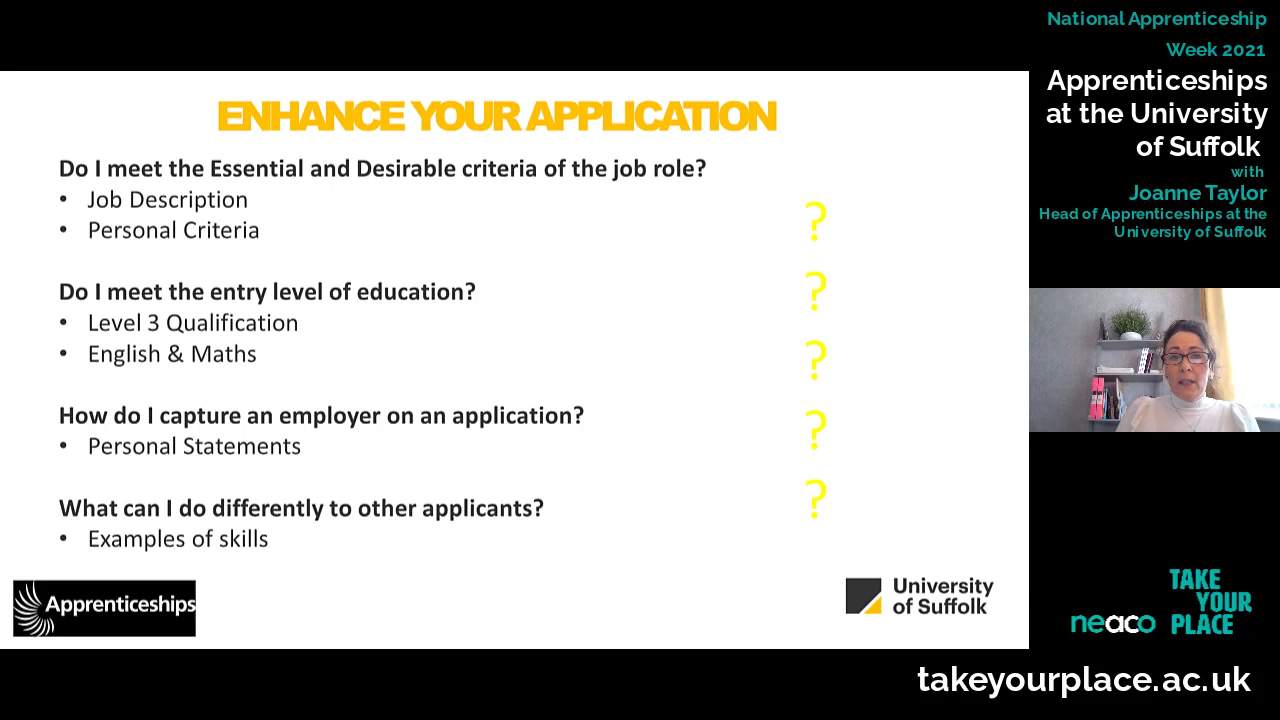 ENHANCE YOUR APPLICATION
Do I meet the Essential and Desirable criteria of the job role?
• Job Description
• Personal Criteria
Do I meet the entry level of education?
• Level 3 Qualification
• English & Maths
How do I capture an employer on an application?
• Personal Statements
What can I do differently to other applicants?
• Examples of skills
?
?
?
?
?
Apprenticeships
University
of Suffolk
National Apprenticeship
Week 2021
Apprenticeships
at the University
of Suffolk
with
Joanne Taylor
Head of Apprenticeships at the
University of Suffolk
neaco
TAKE
YOUR
PLACE
takeyourplace.ac.uk